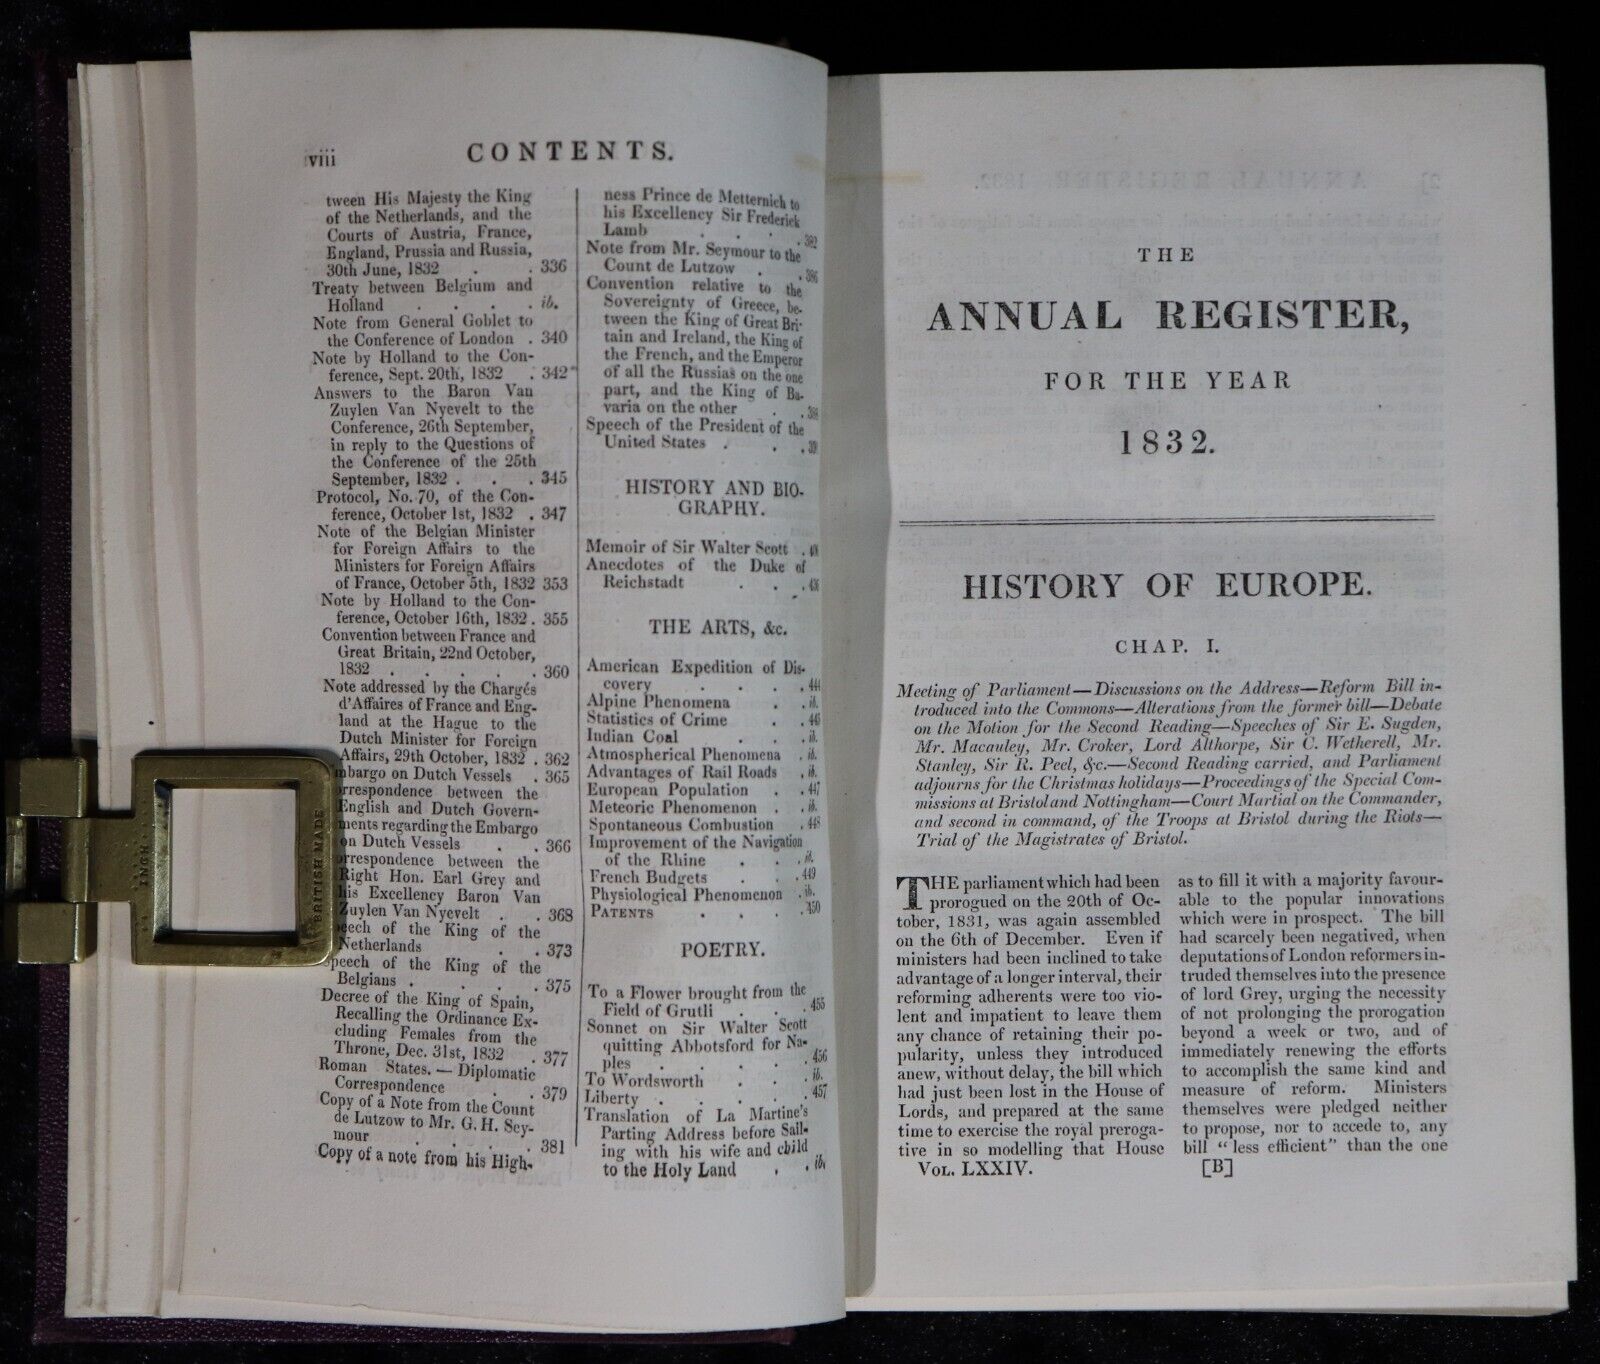 viii
CONTENTS.
tween His Majesty the King
of the Netherlands, and the
Courts of Austria, France,
England, Prussia and Russia,
30th June, 1832 . . 336
Treaty between Belgium and
Holland . . . . ib.
Note from General Goblet to
the Conference of London . 340
Note by Holland to the Con-
ference, Sept. 20th, 1832 . 342
Answers to the Baron Van
Zuylen Van Nyevelt to the
Conference, 26th September,
in reply to the Questions of
the Conference of the 25th
September, 1832 . . . 345
Protocol, No. 70, of the Con-
ference, October 1st, 1832 . 347
Note of the Belgian Minister
for Foreign Affairs to the
Ministers for Foreign Affairs
of France, October 5th, 1832 353
Note by Holland to the Con-
ference, October 16th, 1832 . 355
Convention between France and
Great Britain, 22nd October,
1832 . . . . . 360
Note addressed by the Chargés
d'Affaires of France and Eng-
land at the Hague to the
Dutch Minister for Foreign
Affairs, 29th October, 1832 . 362
mbargo on Dutch Vessels . 365
rrespondence between the
English and Dutch Govern-
ments regarding the Embargo
on Dutch Vessels . . 366
rrespondence between the
Right Hon. Earl Grey and
his Excellency Baron Van
Zuylen Van Nyevelt . . 368
eech of the King of the
Netherlands . . 373
peech of the King of the
Belgians . . . . 375
Decree of the King of Spain,
Recalling the Ordinance Ex-
cluding Females from the
Throne, Dec. 31st, 1832 . 377
Roman States. — Diplomatic
Correspondence . . 379
Copy of a Note from the Count
de Lutzow to Mr. G. H. Sey-
mour . . . . 381
Copy of a note from his High-
ness Prince de Metternich to
his Excellency Sir Frederick
Lamb . . . . 382
Note from Mr. Seymour to the
Count de Lutzow . . 386
Convention relative to the
Sovereignty of Greece, be-
tween the King of Great Bri-
tain and Ireland, the King of
the French, and the Emperor
of all the Russias on the one
part, and the King of Ba-
varia on the other . .
Speech of the President of the
United States . . .
HISTORY AND BIO-
GRAPHY.
Memoir of Sir Walter Scott .
Anecdotes of the Duke of
Reichstadt . . .
THE ARTS, &c.
American Expedition of Dis-
covery . . . . 444
Alpine Phenomena . . ib.
Statistics of Crime . .
Indian Coal . . . ib.
Atmospherical Phenomena . ib.
Advantages of Rail Roads . ib.
European Population . . 447
Meteoric Phenomenon . . ib.
Spontaneous Combustion . 448
Improvement of the Navigation
of the Rhine . . . ib.
French Budgets . . . 449
Physiological Phenomenon . ib.
PATENTS . . . . 450
POETRY.
To a Flower brought from the
Field of Grutli . . . 455
Sonnet on Sir Walter Scott
quitting Abbotsford for Na-
ples . . . . . 456
To Wordsworth . . . ib.
Liberty . . . . . 457
Translation of La Martine's
Parting Address before Sail-
ing with his wife and child
to the Holy Land . . ib.
INGH
BRITISH MADE
THE
ANNUAL REGISTER,
FOR THE YEAR
1832.
HISTORY OF EUROPE.
CHAP. I.
Meeting of Parliament—Discussions on the Address—Reform Bill in-
troduced into the Commons—Alterations from the former bill—Debate
on the Motion for the Second Reading—Speeches of Sir E. Sugden,
Mr. Macauley, Mr. Croker, Lord Althorpe, Sir C. Wetherell, Mr.
Stanley, Sir R. Peel, &c.—Second Reading carried, and Parliament
adjourns for the Christmas holidays—Proceedings of the Special Com-
missions at Bristol and Nottingham—Court Martial on the Commander,
and second in command, of the Troops at Bristol during the Riots—
Trial of the Magistrates of Bristol.
THE parliament which had been
prorogued on the 20th of Oc-
tober, 1831, was again assembled
on the 6th of December. Even if
ministers had been inclined to take
advantage of a longer interval, their
reforming adherents were too vio-
lent and impatient to leave them
any chance of retaining their po-
pularity, unless they introduced
anew, without delay, the bill which
had just been lost in the House of
Lords, and prepared at the same
time to exercise the royal preroga-
tive in so modelling that House
VOL. LXXIV.
as to fill it with a majority favour-
able to the popular innovations
which were in prospect. The bill
had scarcely been negatived, when
deputations of London reformers in-
truded themselves into the presence
of lord Grey, urging the necessity
of not prolonging the prorogation
beyond a week or two, and of
immediately renewing the efforts
to accomplish the same kind and
measure of reform. Ministers
themselves were pledged neither
to propose, nor to accede to, any
bill "less efficient" than the one
[B]